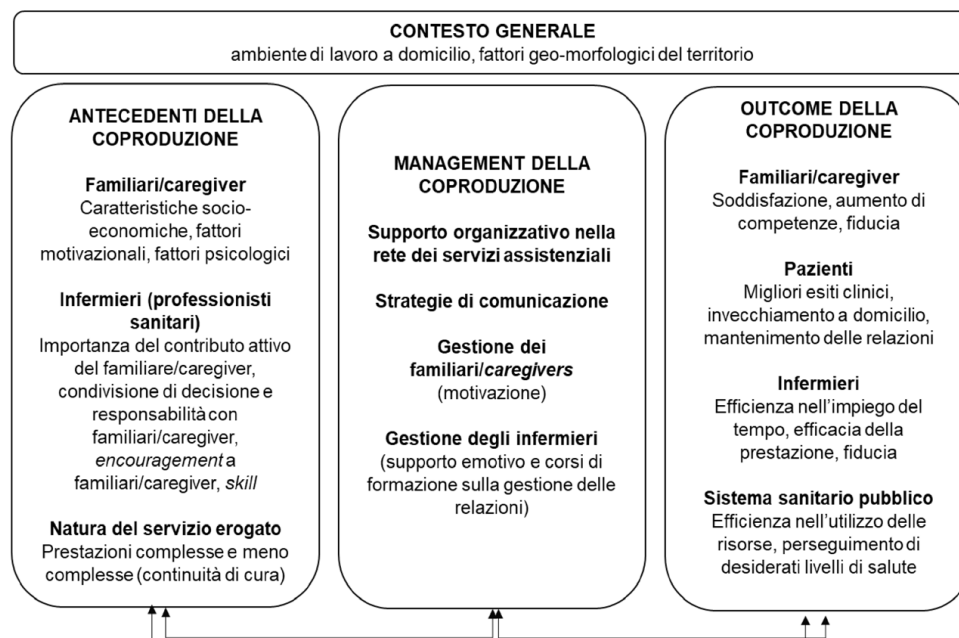 CONTESTO GENERALE
ambiente di lavoro a domicilio, fattori geo-morfologici del territorio
ANTECEDENTI DELLA
COPRODUZIONE
Familiari/caregiver
Caratteristiche socio-
economiche, fattori
motivazionali, fattori psicologici
Infermieri (professionisti
sanitari)
Importanza del contributo attivo
del familiare/caregiver,
condivisione di decisione e
responsabilità con
familiari/caregiver,
encouragement a
familiari/caregiver, skill
Natura del servizio erogato
Prestazioni complesse e meno
complesse (continuità di cura)
MANAGEMENT DELLA
COPRODUZIONE
Supporto organizzativo nella
rete dei servizi assistenziali
Strategie di comunicazione
Gestione dei
familiari/caregivers
(motivazione)
Gestione degli infermieri
(supporto emotivo e corsi di
formazione sulla gestione delle
relazioni)
OUTCOME DELLA
COPRODUZIONE
Familiari/caregiver
Soddisfazione, aumento di
competenze, fiducia
Pazienti
Migliori esiti clinici,
invecchiamento a domicilio,
mantenimento delle relazioni
Infermieri
Efficienza nell'impiego del
tempo, efficacia della
prestazione, fiducia
Sistema sanitario pubblico
Efficienza nell'utilizzo delle
risorse, perseguimento di
desiderati livelli di salute